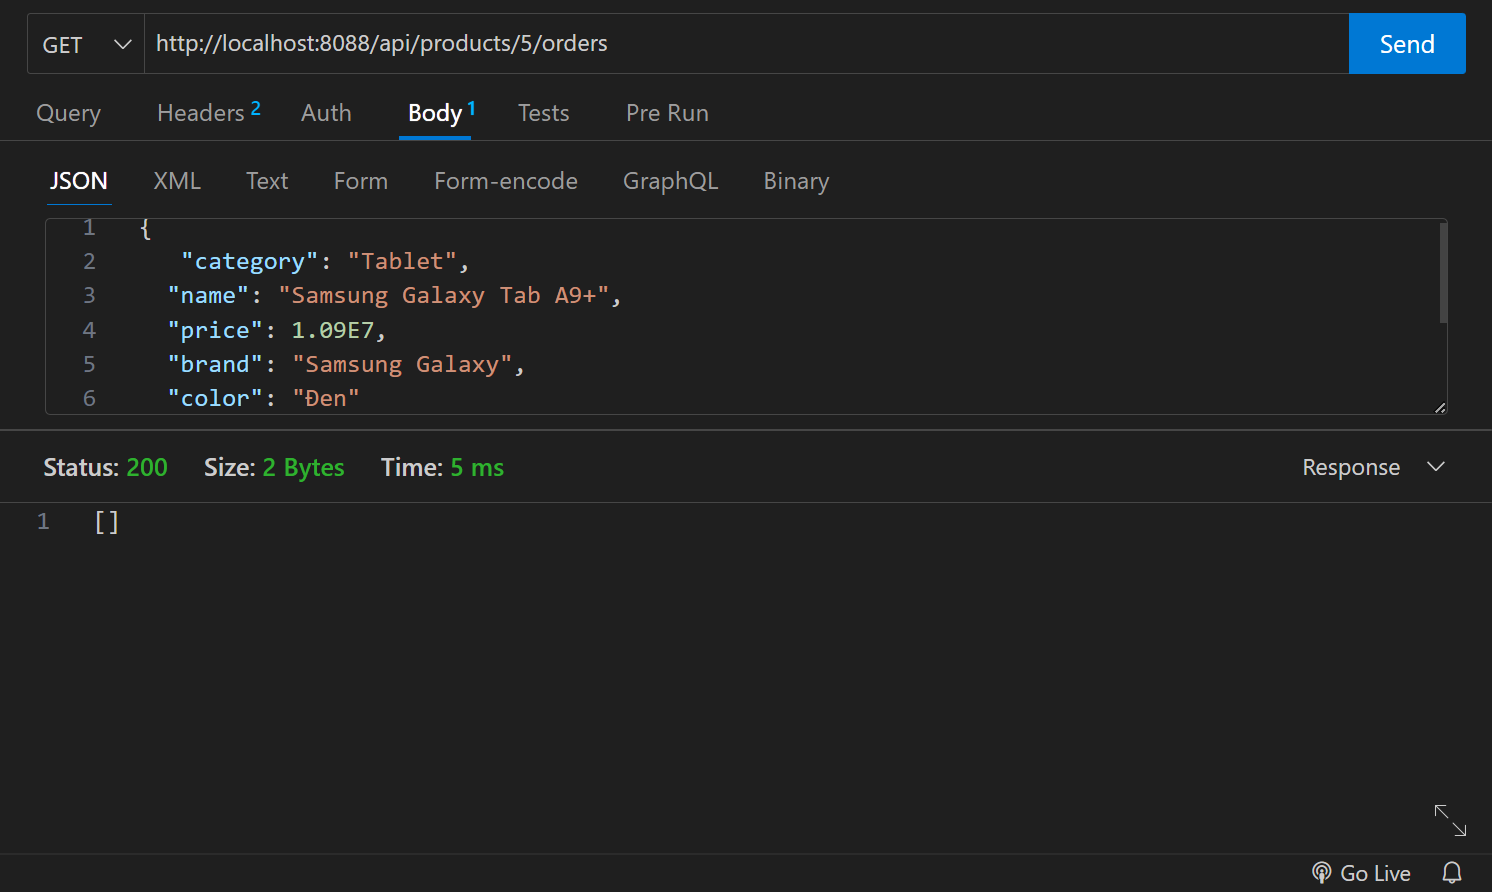 GET http://localhost:8088/api/products/5/orders Send
Query Headers 2 Auth Body 1 Tests Pre Run
JSON XML Text Form Form-encode GraphQL Binary
1 {
2 "category": "Tablet",
3 "name": "Samsung Galaxy Tab A9+",
4 "price": 1.09E7,
5 "brand": "Samsung Galaxy",
6 "color": "Đen"
Status: 200 Size: 2 Bytes Time: 5 ms Response
1 []
Go Live